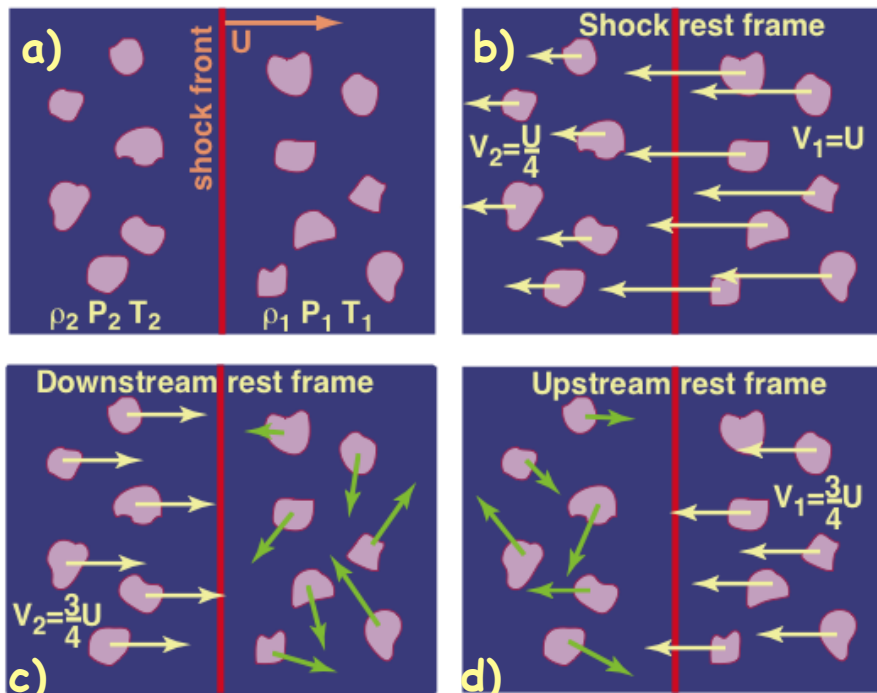 a)
shock front
U
ρ₂ P₂ T₂
ρ₁ P₁ T₁
b)
Shock rest frame
V₂=U/4
V₁=U
Downstream rest frame
V₂=3/4U
c)
Upstream rest frame
V₁=3/4U
d)